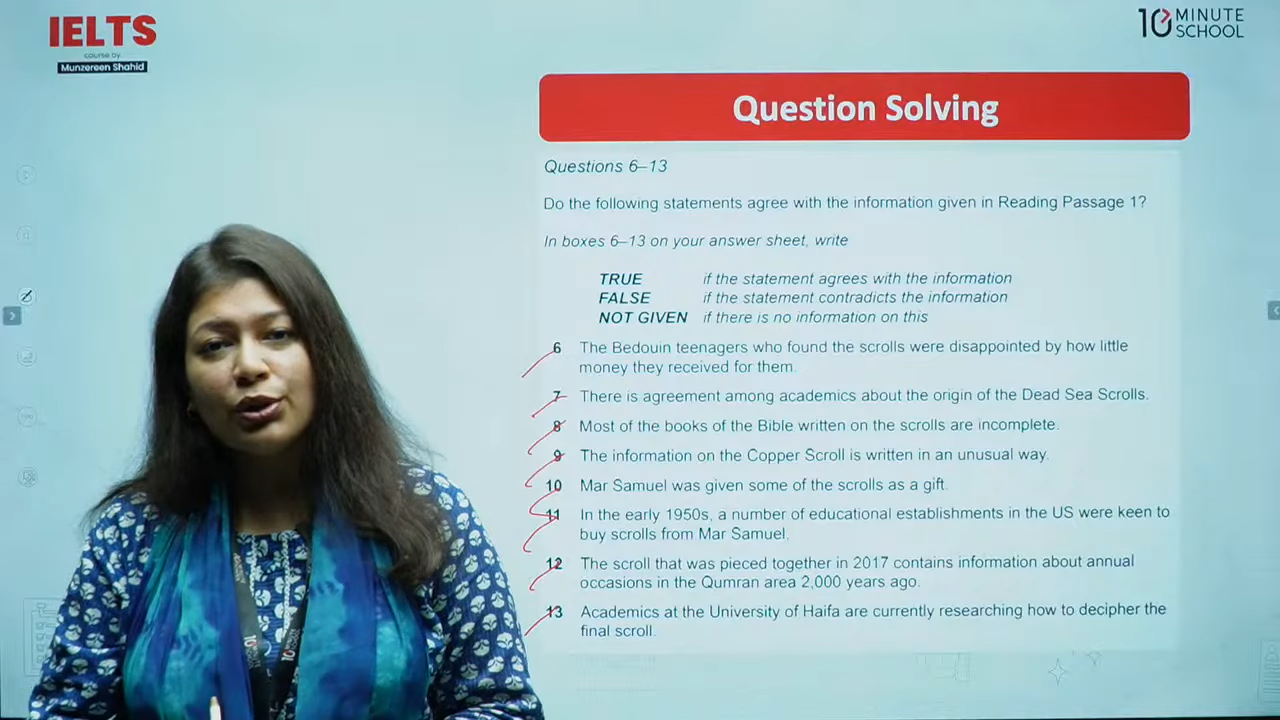 IELTS
course by
Munzereen Shahid
10 MINUTE
SCHOOL
Question Solving
Questions 6–13
Do the following statements agree with the information given in Reading Passage 1?
In boxes 6–13 on your answer sheet, write
TRUE if the statement agrees with the information
FALSE if the statement contradicts the information
NOT GIVEN if there is no information on this
6 The Bedouin teenagers who found the scrolls were disappointed by how little
money they received for them.
7 There is agreement among academics about the origin of the Dead Sea Scrolls.
8 Most of the books of the Bible written on the scrolls are incomplete.
9 The information on the Copper Scroll is written in an unusual way.
10 Mar Samuel was given some of the scrolls as a gift.
11 In the early 1950s, a number of educational establishments in the US were keen to
buy scrolls from Mar Samuel.
12 The scroll that was pieced together in 2017 contains information about annual
occasions in the Qumran area 2,000 years ago.
13 Academics at the University of Haifa are currently researching how to decipher the
final scroll.